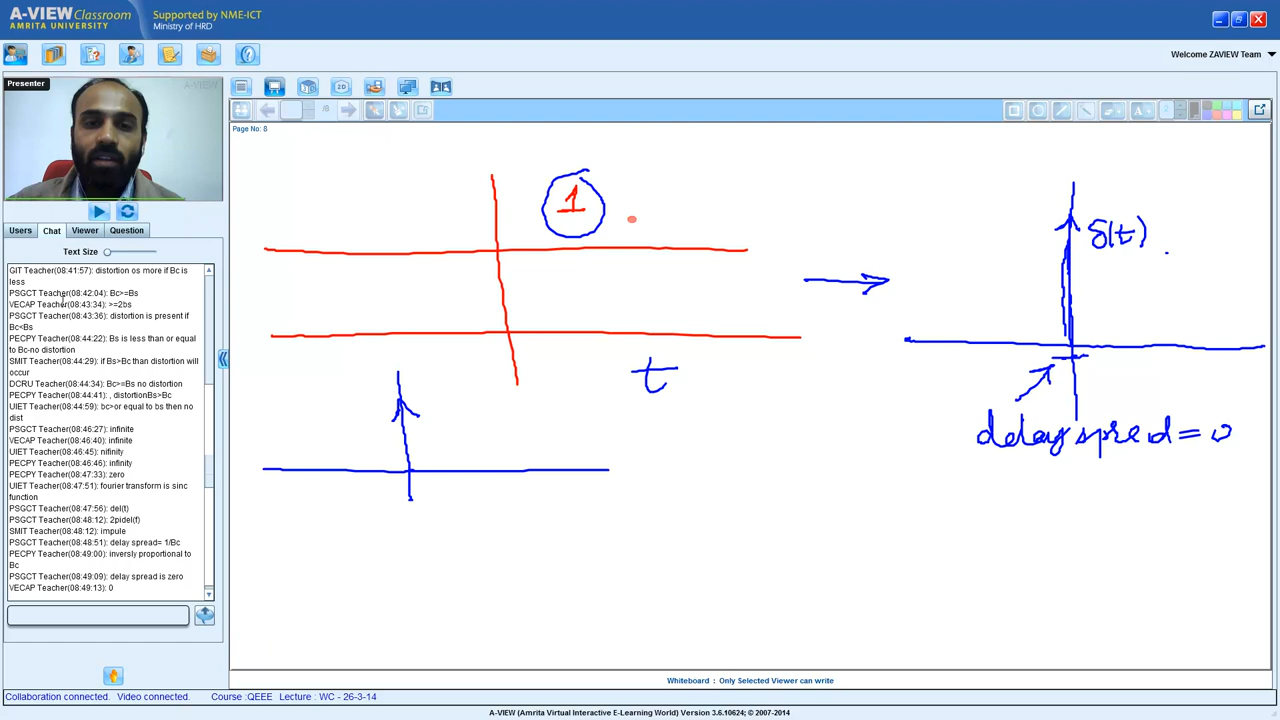 A-VIEW Classroom
AMRITA UNIVERSITY
Supported by NME-ICT
Ministry of HRD
Welcome ZAVIEW Team
Presenter
A-VIEW
2D
/8
Page No: 8
1
δ(t)
t
delay spread = 0
Users
Chat
Viewer
Question
Text Size
GIT Teacher(08:41:57): distortion os more if Bc is
less
PSGCT Teacher(08:42:04): Bc>=Bs
VECAP Teacher(08:43:34): >=2bs
PSGCT Teacher(08:43:36): distortion is present if
Bc<Bs
PECPY Teacher(08:44:22): Bs is less than or equal
to Bc-no distortion
SMIT Teacher(08:44:29): if Bs>Bc than distortion will
occur
DCRU Teacher(08:44:34): Bc>=Bs no distortion
PECPY Teacher(08:44:41): , distortionBs>Bc
UIET Teacher(08:44:59): bc>or equal to bs then no
dist
PSGCT Teacher(08:46:27): infinite
VECAP Teacher(08:46:40): infinite
UIET Teacher(08:46:45): nifinity
PECPY Teacher(08:46:46): infinity
PECPY Teacher(08:47:33): zero
UIET Teacher(08:47:51): fourier transform is sinc
function
PSGCT Teacher(08:47:56): del(t)
PSGCT Teacher(08:48:12): 2pidel(f)
SMIT Teacher(08:48:12): impule
PSGCT Teacher(08:48:51): delay spread= 1/Bc
PECPY Teacher(08:49:00): inversly proportional to
Bc
PSGCT Teacher(08:49:09): delay spread is zero
VECAP Teacher(08:49:13): 0
Whiteboard : Only Selected Viewer can write
Collaboration connected. Video connected. Course :QEEE Lecture : WC - 26-3-14
A-VIEW (Amrita Virtual Interactive E-Learning World) Version 3.6.10624; © 2007-2014